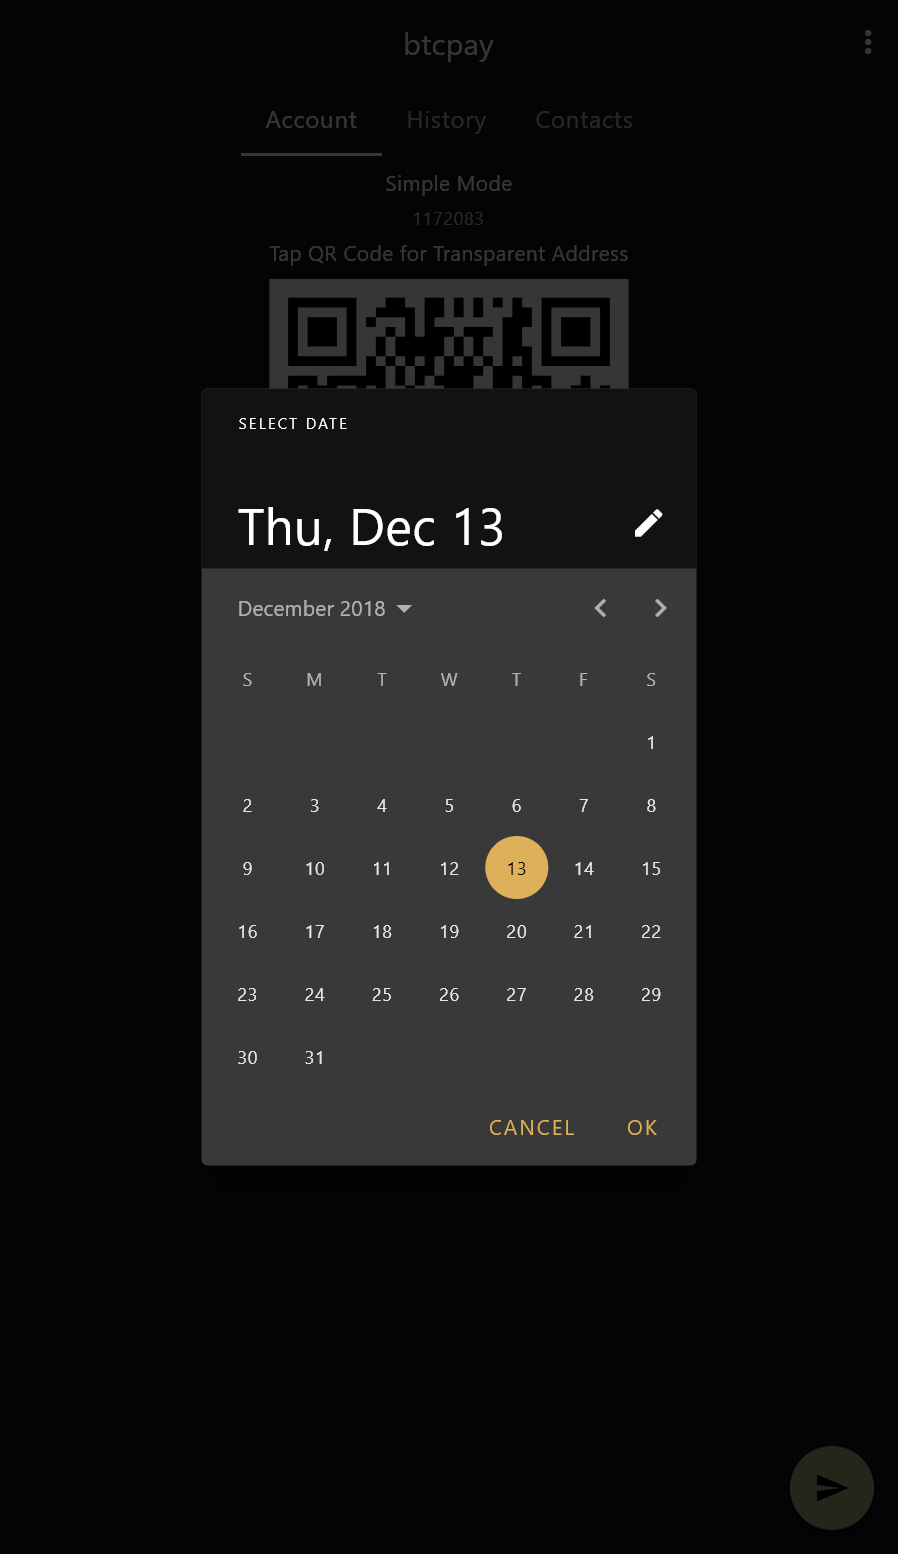 btcpay
Account History Contacts
Simple Mode
1172083
Tap QR Code for Transparent Address
SELECT DATE
Thu, Dec 13
December 2018
S M T W T F S
1
2 3 4 5 6 7 8
9 10 11 12 13 14 15
16 17 18 19 20 21 22
23 24 25 26 27 28 29
30 31
CANCEL OK